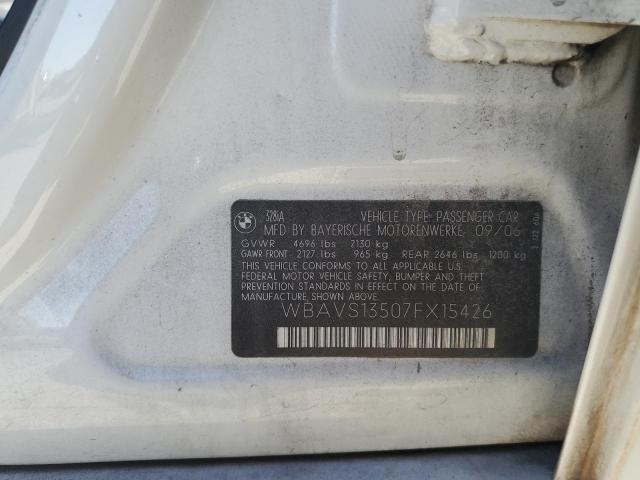 328iA VEHICLE TYPE: PASSENGER CAR
MFD BY BAYERISCHE MOTORENWERKE 09/06
GVWR 4696 lbs 2130 kg
GAWR FRONT 2127 lbs 965 kg REAR 2646 lbs 1200 kg
THIS VEHICLE CONFORMS TO ALL APPLICABLE U.S.
FEDERAL MOTOR VEHICLE SAFETY, BUMPER AND THEFT
PREVENTION STANDARDS IN EFFECT ON THE DATE OF
MANUFACTURE SHOWN ABOVE.
WBAVS13507FX15426